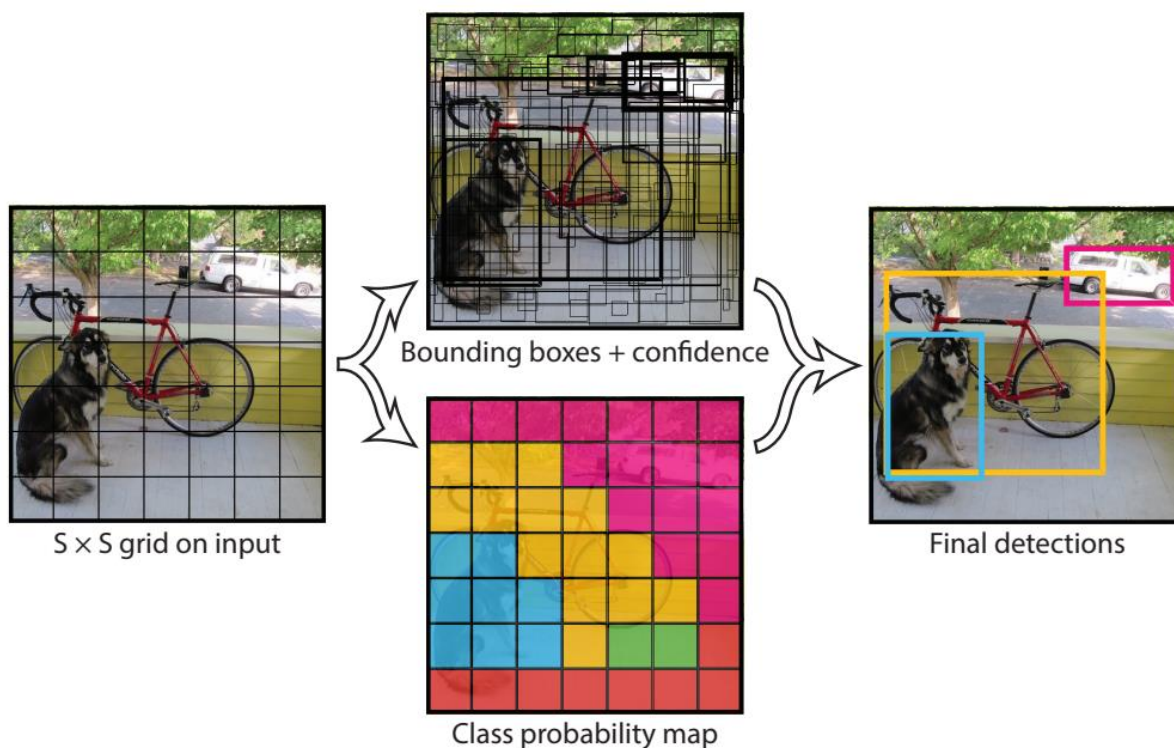 S × S grid on input
Bounding boxes + confidence
Class probability map
Final detections